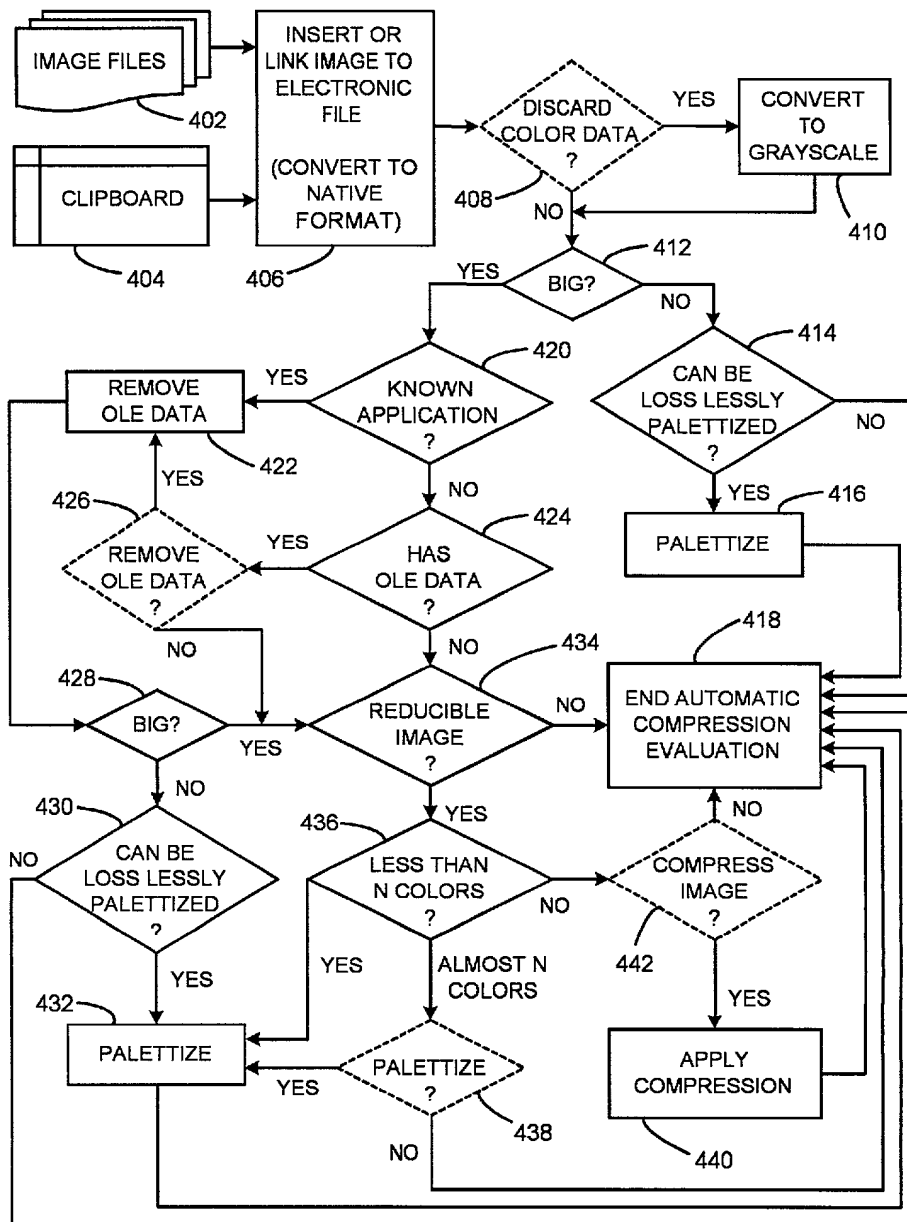 IMAGE FILES
402
CLIPBOARD
404
INSERT OR
LINK IMAGE TO
ELECTRONIC
FILE
(CONVERT TO
NATIVE
FORMAT)
406
DISCARD
COLOR DATA
?
408
YES
NO
CONVERT
TO
GRAYSCALE
410
BIG?
412
YES
NO
CAN BE
LOSS LESSLY
PALETTIZED
?
414
NO
YES
PALETTIZE
416
KNOWN
APPLICATION
?
420
YES
NO
REMOVE
OLE DATA
422
YES
HAS
OLE DATA
?
424
YES
NO
REMOVE
OLE DATA
?
426
NO
END AUTOMATIC
COMPRESSION
EVALUATION
418
BIG?
428
YES
NO
REDUCIBLE
IMAGE
?
434
NO
YES
CAN BE
LOSS LESSLY
PALETTIZED
?
430
NO
YES
LESS THAN
N COLORS
?
436
NO
YES
ALMOST N
COLORS
COMPRESS
IMAGE
?
442
NO
YES
PALETTIZE
432
PALETTIZE
?
438
YES
NO
APPLY
COMPRESSION
440